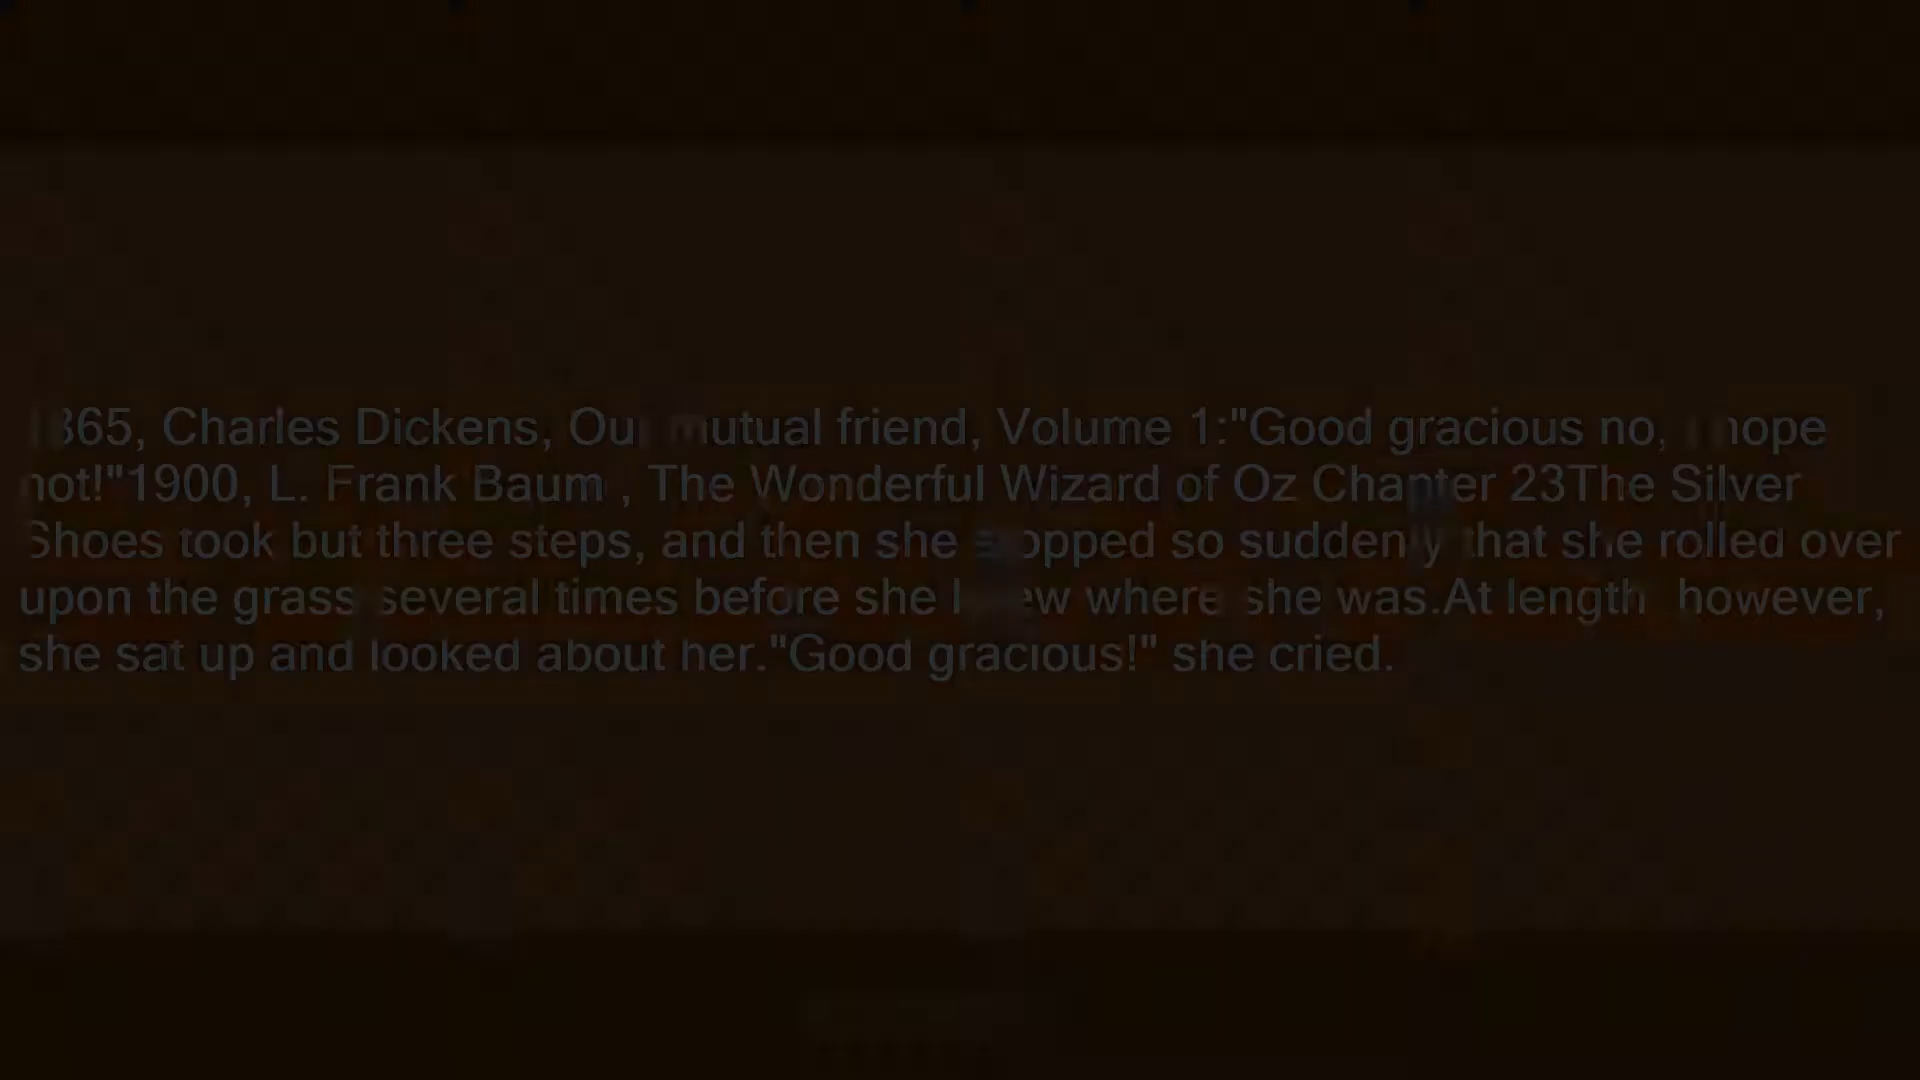 1865, Charles Dickens, Our mutual friend, Volume 1:"Good gracious no, I hope
not!"1900, L. Frank Baum , The Wonderful Wizard of Oz Chapter 23The Silver
Shoes took but three steps, and then she stopped so suddenly that she rolled over
upon the grass several times before she knew where she was.At length, however,
she sat up and looked about her."Good gracious!" she cried.